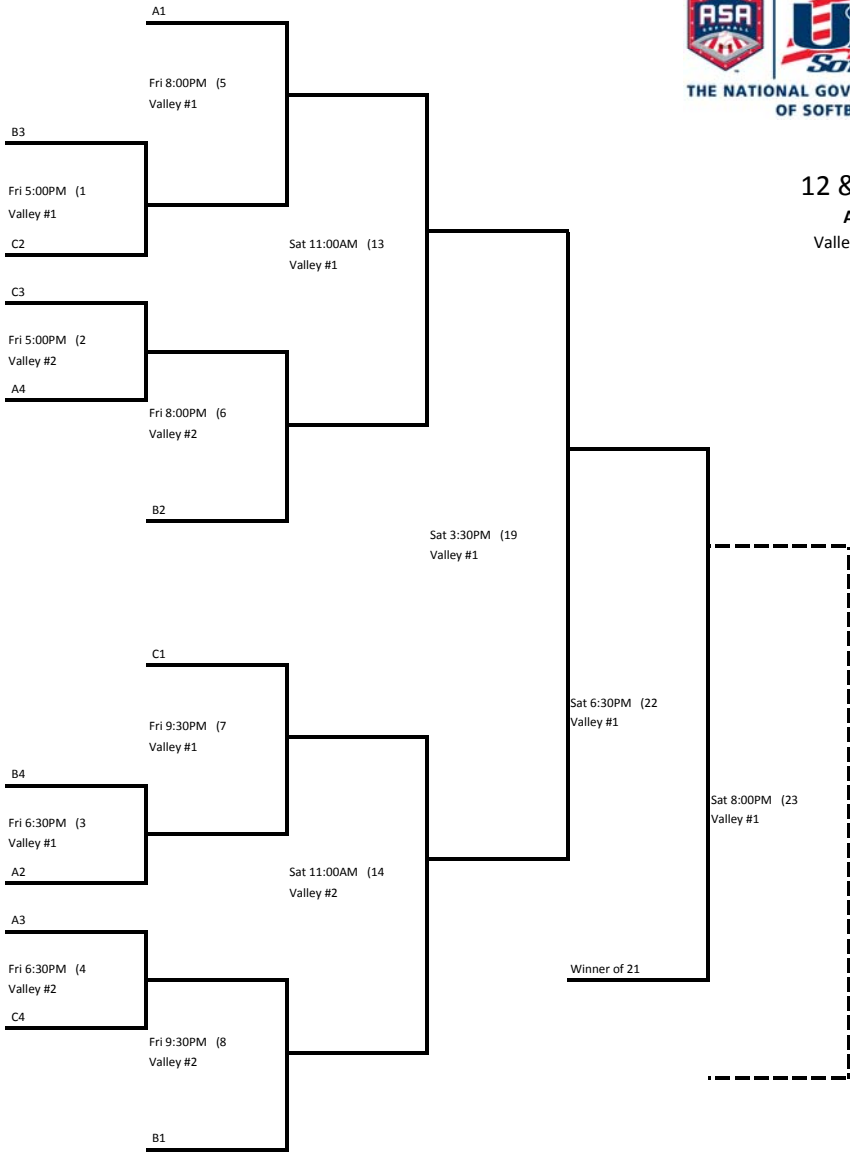 A1
ASA
SOFTBALL
THE NATIONAL GOV
OF SOFTB
Fri 8:00PM (5
Valley #1
B3
Fri 5:00PM (1
Valley #1
C2
12 &
Valle
Sat 11:00AM (13
Valley #1
C3
Fri 5:00PM (2
Valley #2
A4
Fri 8:00PM (6
Valley #2
B2
Sat 3:30PM (19
Valley #1
C1
Fri 9:30PM (7
Valley #1
Sat 6:30PM (22
Valley #1
B4
Fri 6:30PM (3
Valley #1
A2
Sat 8:00PM (23
Valley #1
Sat 11:00AM (14
Valley #2
A3
Fri 6:30PM (4
Valley #2
C4
Winner of 21
Fri 9:30PM (8
Valley #2
B1